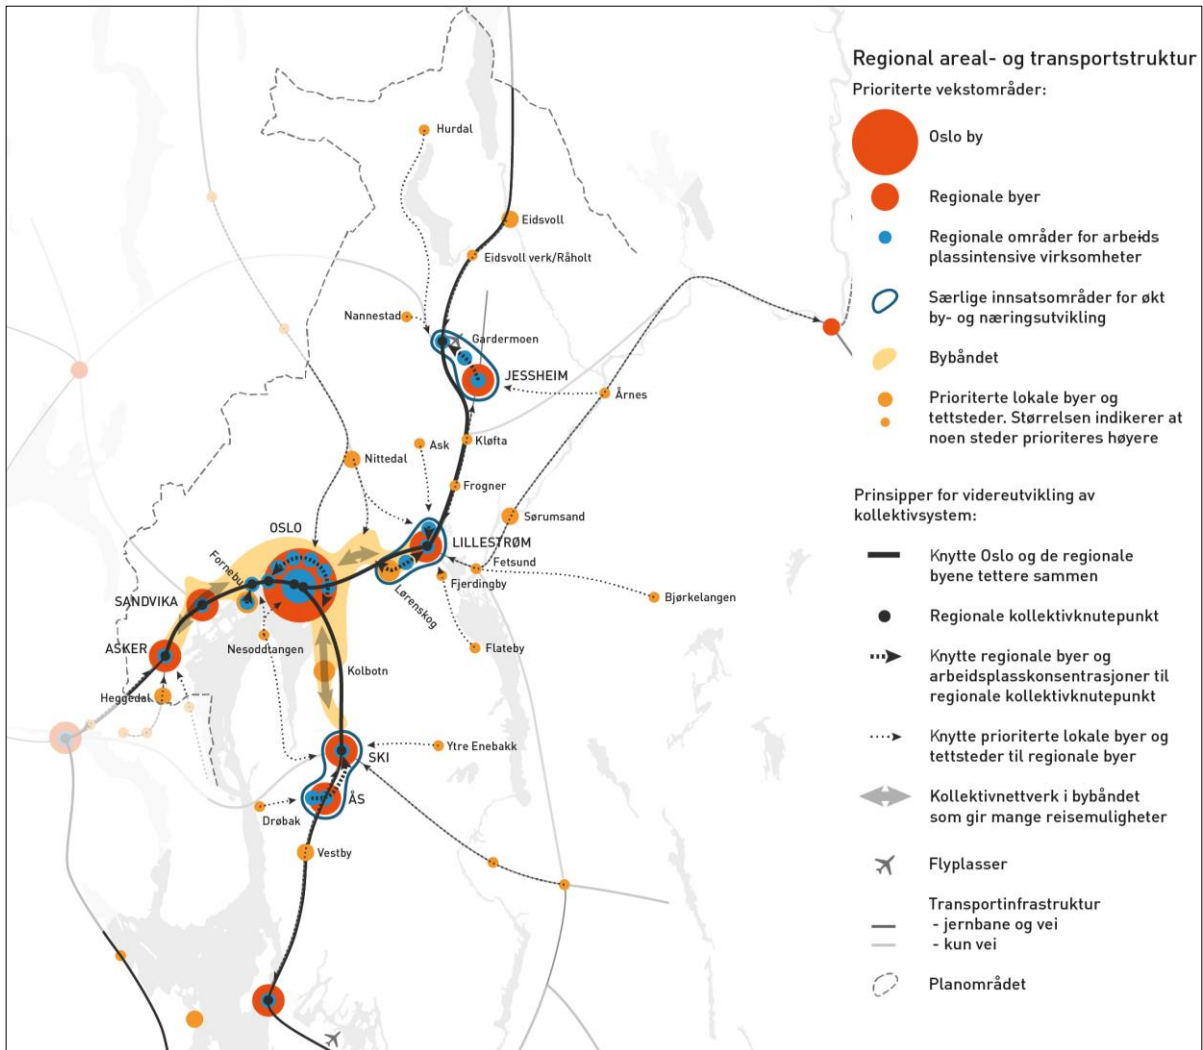 Hurdal
Eidsvoll
Eidsvoll verk/Råholt
Nannestad
Gardermoen
JESSHEIM
Årnes
Ask
Kløfta
Nittedal
Frogner
Sørumsand
OSLO
LILLESTRØM
Fornebu
Fetsund
Fjerdingby
Lørenskog
Bjørkelangen
SANDVIKA
ASKER
Nesoddtangen
Flateby
Kolbotn
Heggedal
SKI
Ytre Enebakk
ÅS
Drøbak
Vestby
Regional areal- og transportstruktur
Prioriterte vekstområder:
Oslo by
Regionale byer
Regionale områder for arbeids
plassintensive virksomheter
Særlige innsatsområder for økt
by- og næringsutvikling
Bybåndet
Prioriterte lokale byer og
tettsteder. Størrelsen indikerer at
noen steder prioriteres høyere
Prinsipper for videreutvikling av
kollektivsystem:
Knytte Oslo og de regionale
byene tettere sammen
Regionale kollektivknutepunkt
Knytte regionale byer og
arbeidsplasskonsentrasjoner til
regionale kollektivknutepunkt
Knytte prioriterte lokale byer og
tettsteder til regionale byer
Kollektivnettverk i bybåndet
som gir mange reisemuligheter
Flyplasser
Transportinfrastruktur
- jernbane og vei
- kun vei
Planområdet